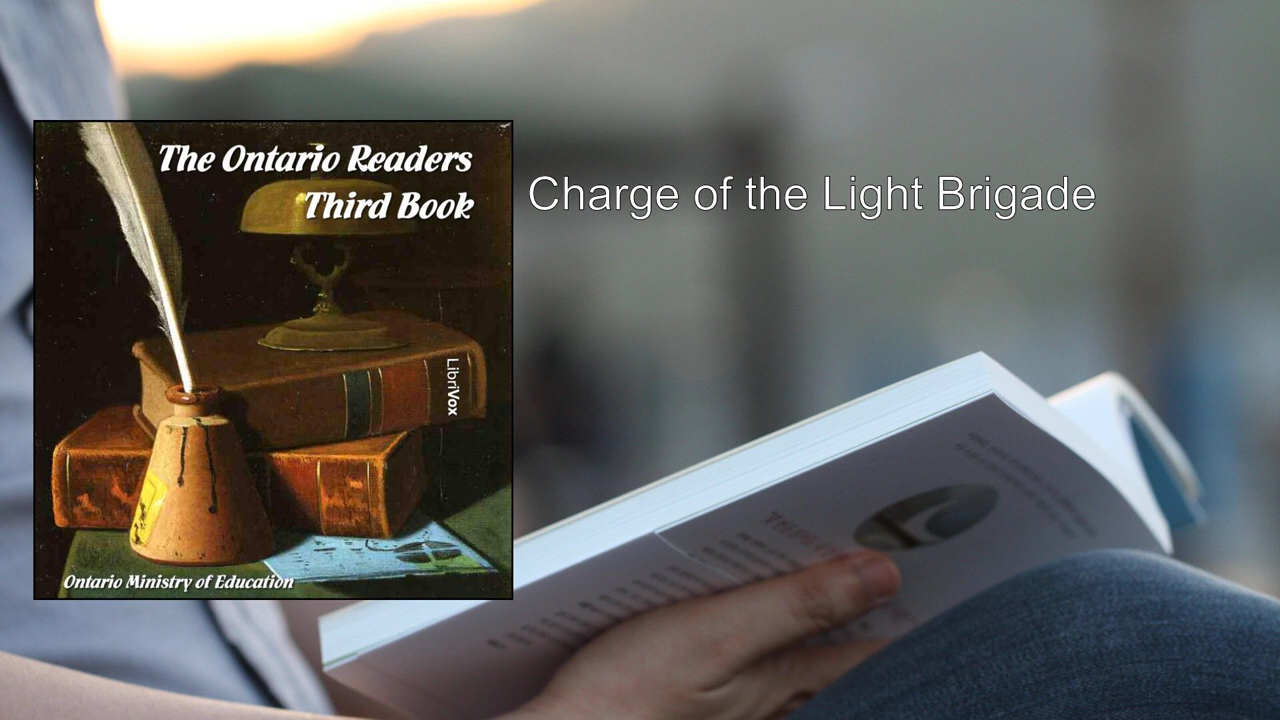 The Ontario Readers
Third Book
LibriVox
Ontario Ministry of Education
Charge of the Light Brigade